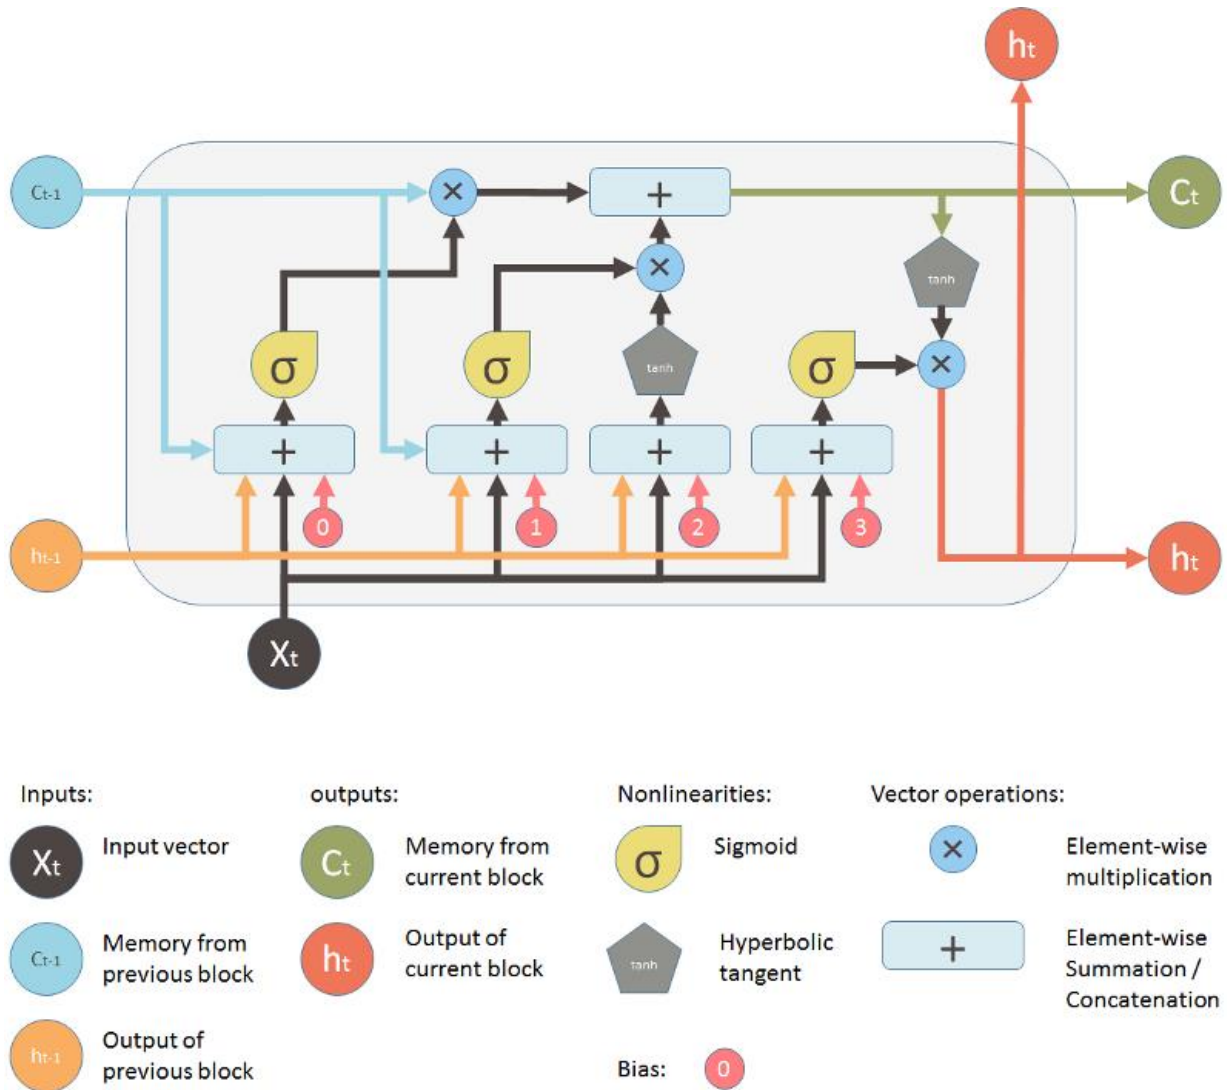 ht
Ct-1
×
+
Ct
×
tanh
σ
σ
tanh
σ
×
+
+
+
+
0
1
2
3
ht-1
ht
Xt
Inputs:
outputs:
Nonlinearities:
Vector operations:
Xt
Input vector
Ct
Memory from
current block
σ
Sigmoid
×
Element-wise
multiplication
Ct-1
Memory from
previous block
ht
Output of
current block
tanh
Hyperbolic
tangent
+
Element-wise
Summation /
Concatenation
ht-1
Output of
previous block
Bias:
0